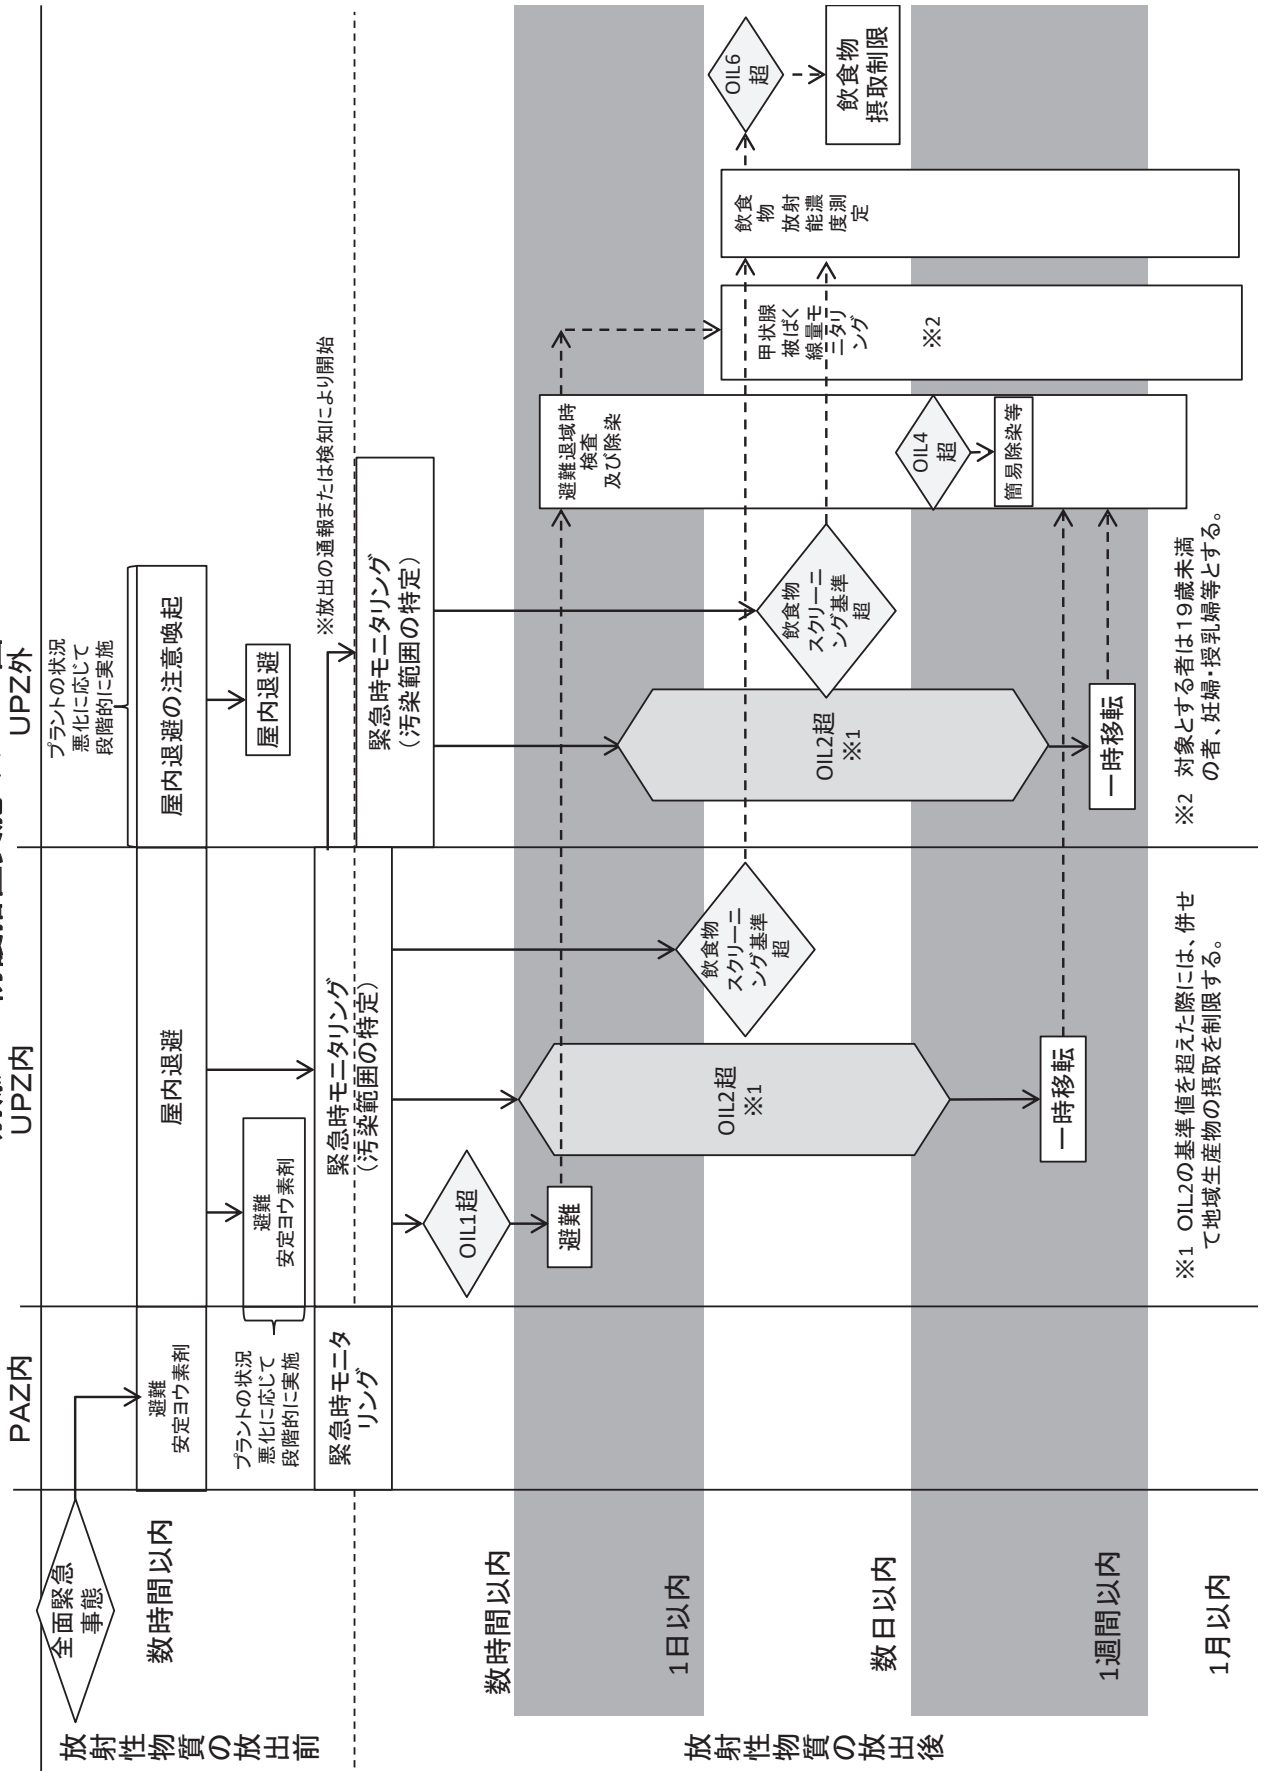 PAZ内
UPZ内
UPZ外
放射性物質の放出前
全面緊急
事態
数時間以内
避難
安定ヨウ素剤
屋内退避
屋内退避の注意喚起
プラントの状況
悪化に応じて
段階的に実施
屋内退避
避難
安定ヨウ素剤
プラントの状況
悪化に応じて
段階的に実施
※放出の通報または検知により開始
緊急時モニタ
リング
緊急時モニタリング
(汚染範囲の特定)
緊急時モニタリング
(汚染範囲の特定)
放射性物質の放出後
数時間以内
1日以内
数日以内
1週間以内
1月以内
OIL1超
避難
OIL2超
※1
飲食物
スクリーニ
ング基準
超
一時移転
OIL2超
※1
飲食物
スクリーニ
ング基準
超
一時移転
避難退域時
検査
及び除染
OIL4
超
簡易除染等
甲状腺
被ばく
線量モ
ニタリ
ング
※2
飲食
物
放射
能濃
度測
定
OIL6
超
飲食物
摂取制限
※1 OIL2の基準値を超えた際には、併せ
て地域生産物の摂取を制限する。
※2 対象とする者は19歳未満
の者、妊婦・授乳婦等とする。